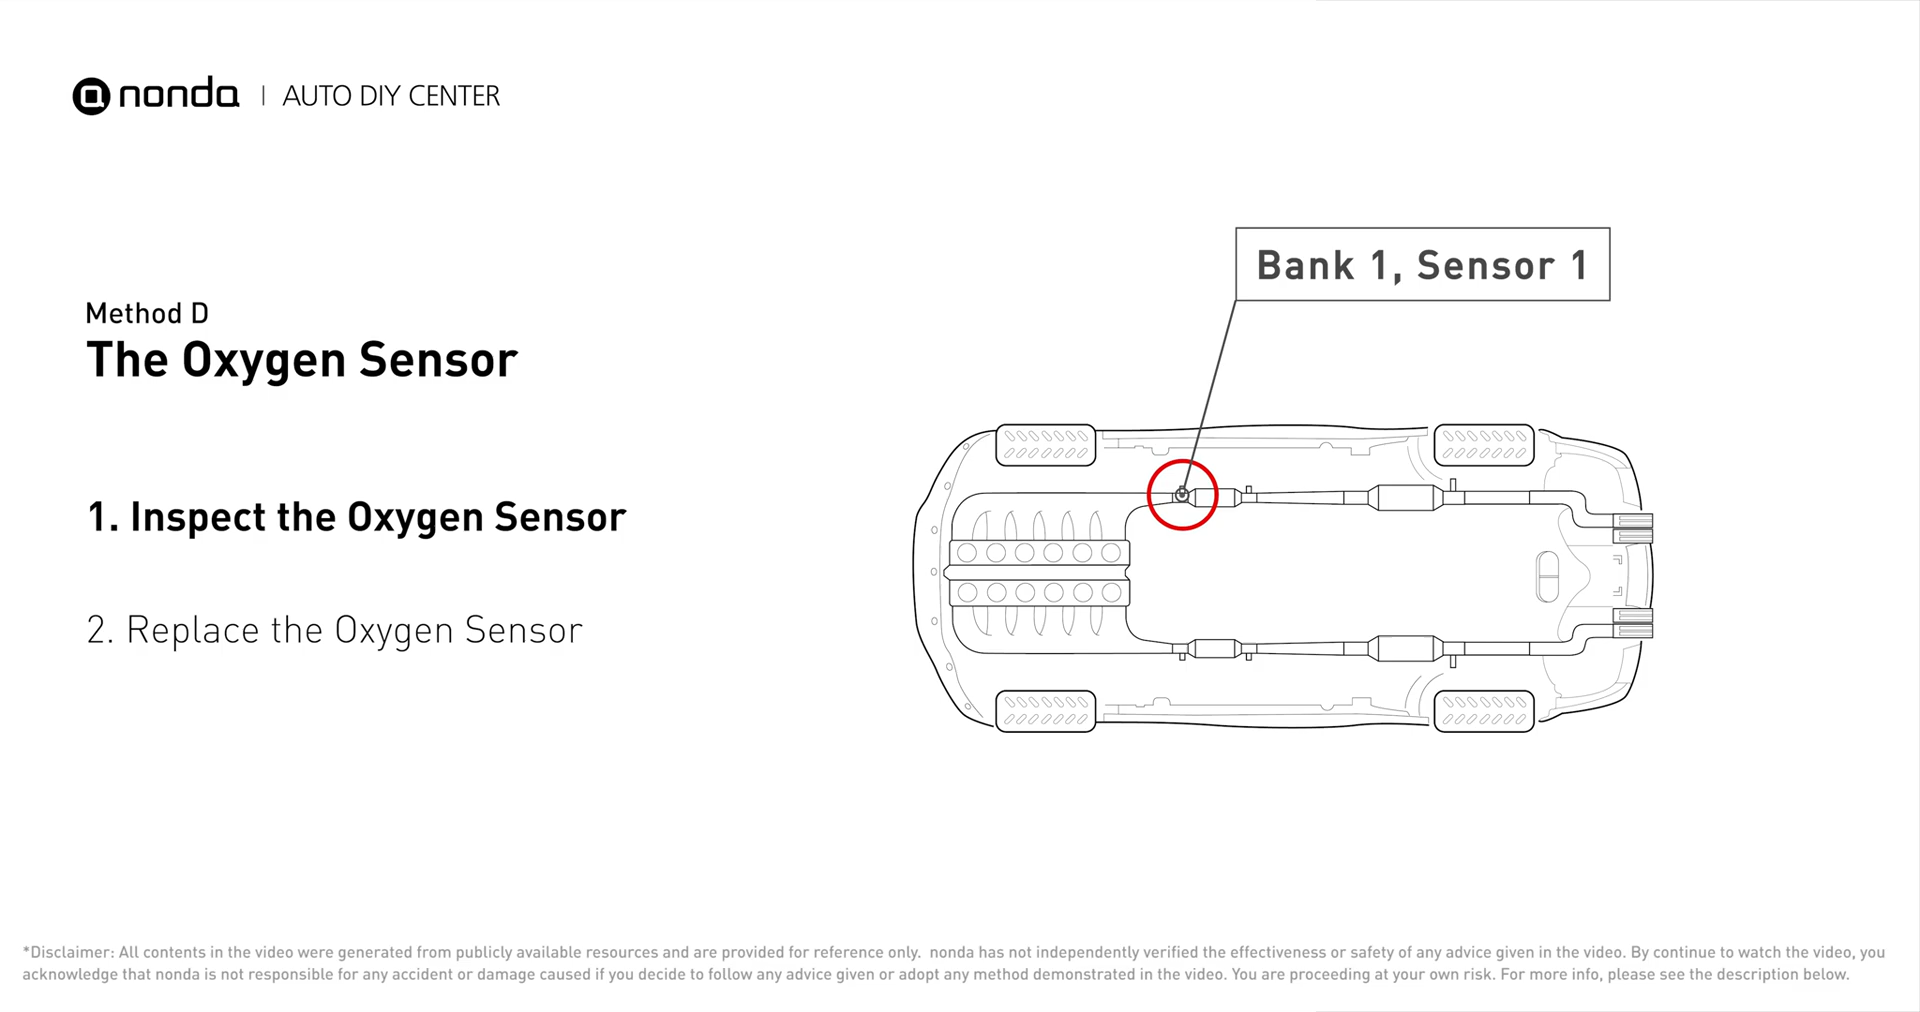 nonda | AUTO DIY CENTER
Bank 1, Sensor 1
Method D
The Oxygen Sensor
1. Inspect the Oxygen Sensor
2. Replace the Oxygen Sensor
*Disclaimer: All contents in the video were generated from publicly available resources and are provided for reference only. nonda has not independently verified the effectiveness or safety of any advice given in the video. By continue to watch the video, you
acknowledge that nonda is not responsible for any accident or damage caused if you decide to follow any advice given or adopt any method demonstrated in the video. You are proceeding at your own risk. For more info, please see the description below.